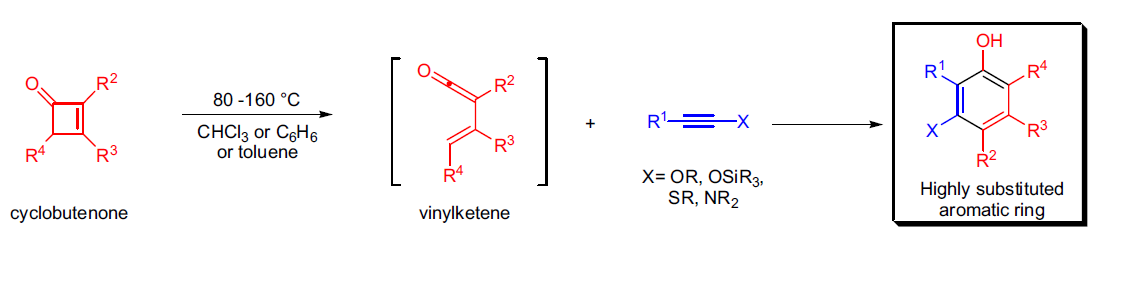 O
R²
R⁴
R³
cyclobutenone
80 -160 °C
CHCl₃ or C₆H₆
or toluene
O
R²
R³
R⁴
vinylketene
+
R¹
X
X= OR, OSiR₃,
SR, NR₂
OH
R¹
R⁴
X
R³
R²
Highly substituted
aromatic ring